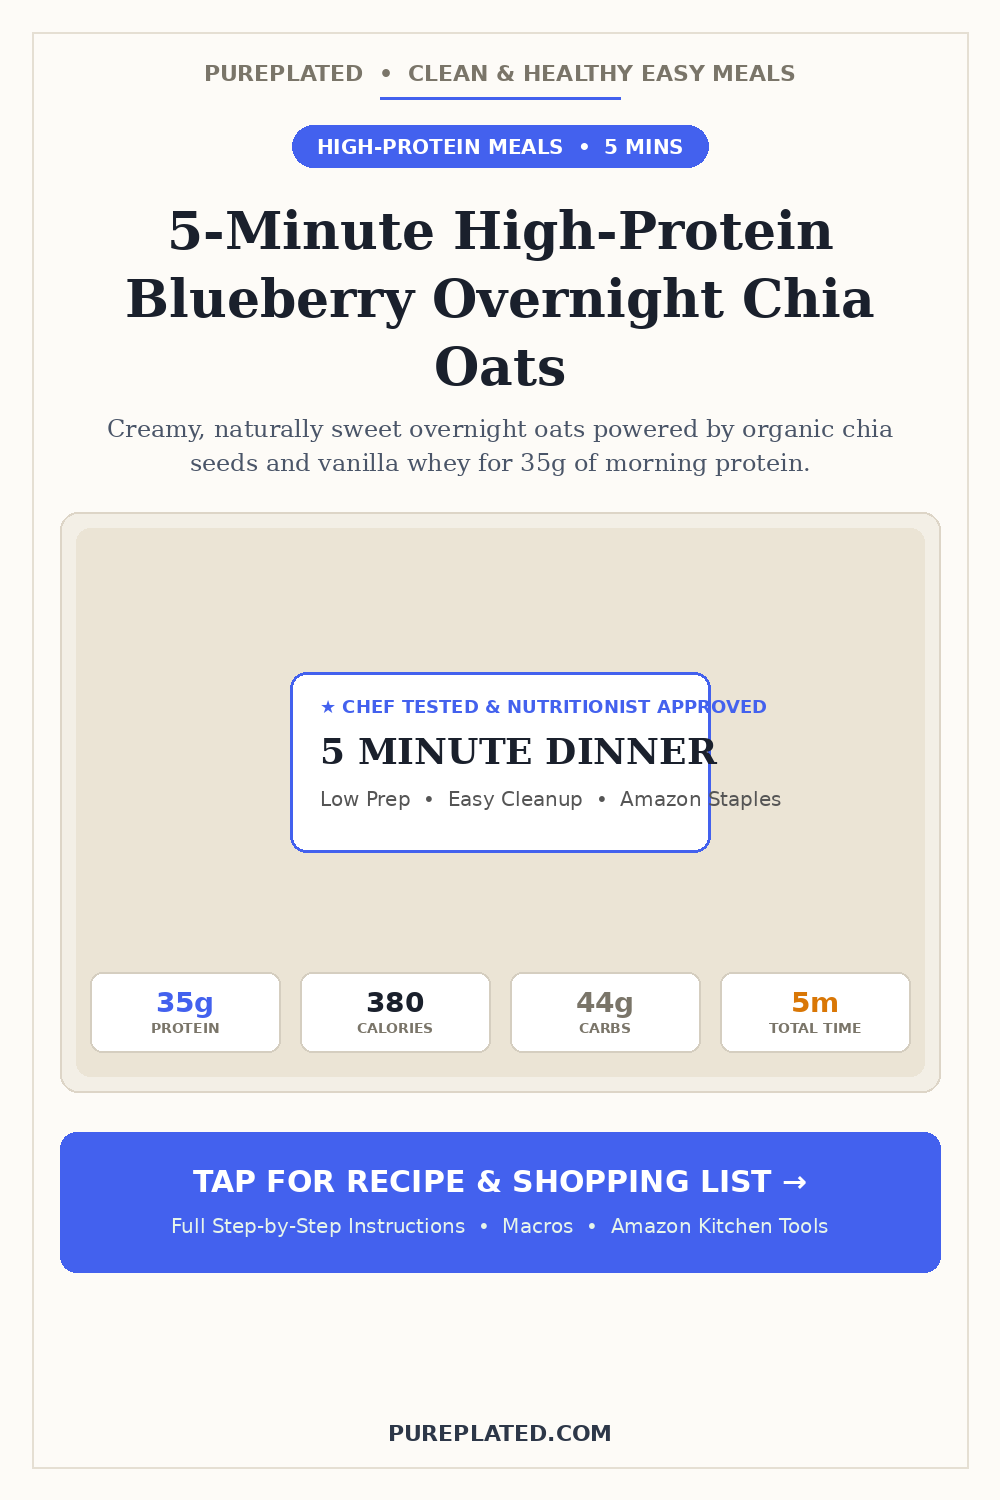 PUREPLATED • CLEAN & HEALTHY EASY MEALS
HIGH-PROTEIN MEALS • 5 MINS
5-Minute High-Protein
Blueberry Overnight Chia
Oats
Creamy, naturally sweet overnight oats powered by organic chia
seeds and vanilla whey for 35g of morning protein.
★ CHEF TESTED & NUTRITIONIST APPROVED
5 MINUTE DINNER
Low Prep • Easy Cleanup • Amazon Staples
35g
PROTEIN
380
CALORIES
44g
CARBS
5m
TOTAL TIME
TAP FOR RECIPE & SHOPPING LIST →
Full Step-by-Step Instructions • Macros • Amazon Kitchen Tools
PUREPLATED.COM